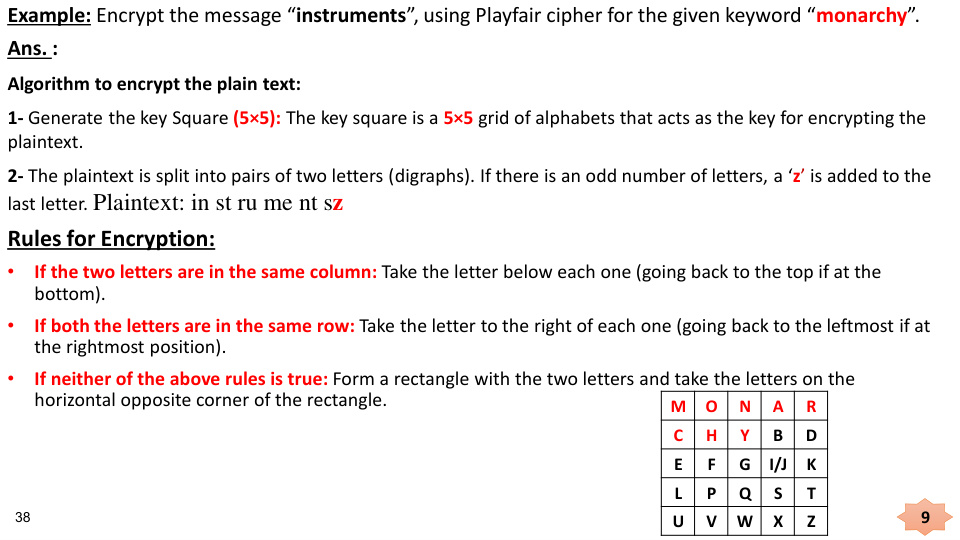 Example: Encrypt the message “instruments”, using Playfair cipher for the given keyword “monarchy”.
Ans. :
Algorithm to encrypt the plain text:
1- Generate the key Square (5×5): The key square is a 5×5 grid of alphabets that acts as the key for encrypting the
plaintext.
2- The plaintext is split into pairs of two letters (digraphs). If there is an odd number of letters, a ‘z’ is added to the
last letter. Plaintext: in st ru me nt sz
Rules for Encryption:
• If the two letters are in the same column: Take the letter below each one (going back to the top if at the
bottom).
• If both the letters are in the same row: Take the letter to the right of each one (going back to the leftmost if at
the rightmost position).
• If neither of the above rules is true: Form a rectangle with the two letters and take the letters on the
horizontal opposite corner of the rectangle.
M O N A R
C H Y B D
E F G I/J K
L P Q S T
U V W X Z
38
9